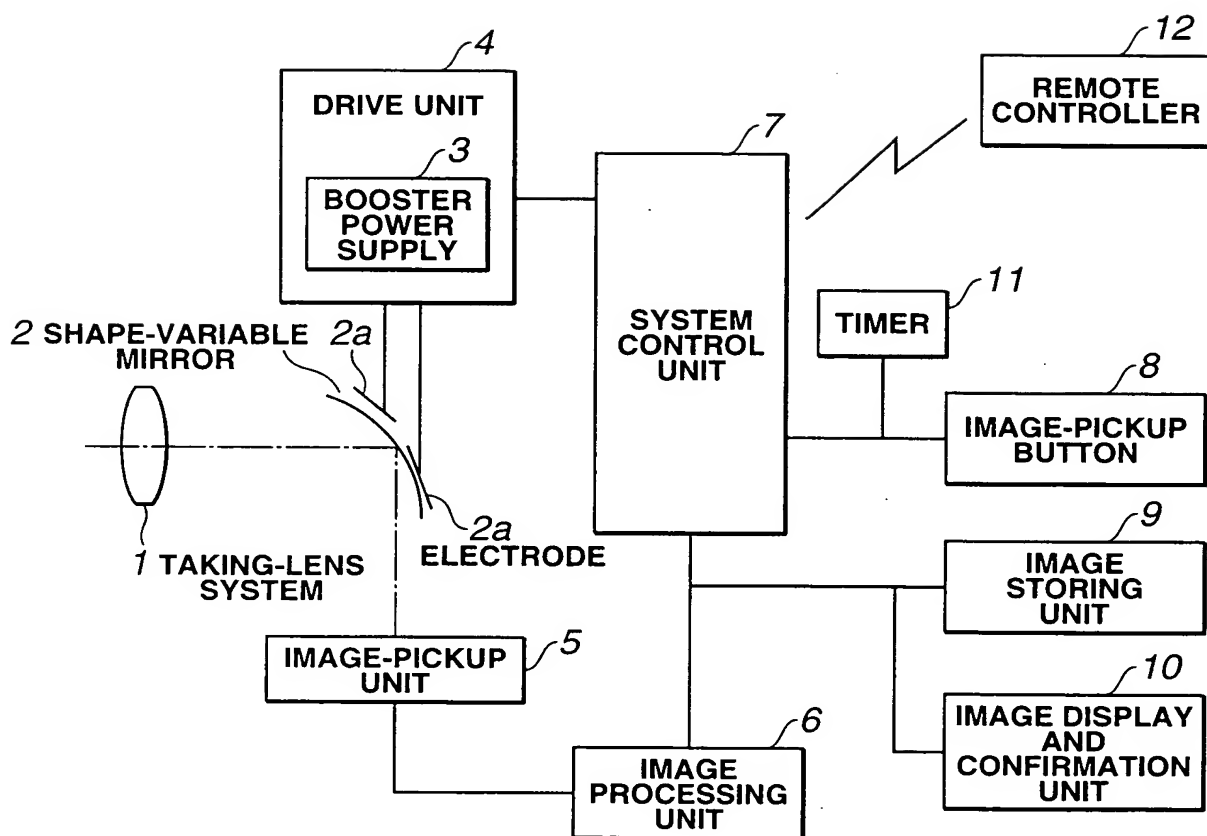 4
DRIVE UNIT
3
BOOSTER
POWER
SUPPLY
12
REMOTE
CONTROLLER
7
SYSTEM
CONTROL
UNIT
11
TIMER
8
IMAGE-PICKUP
BUTTON
2 SHAPE-VARIABLE
MIRROR
2a
2a
ELECTRODE
1 TAKING-LENS
SYSTEM
9
IMAGE
STORING
UNIT
5
IMAGE-PICKUP
UNIT
10
IMAGE DISPLAY
AND
CONFIRMATION
UNIT
6
IMAGE
PROCESSING
UNIT